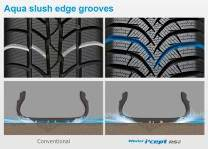 Aqua slush edge grooves
Conventional
Winter i*cept RS2